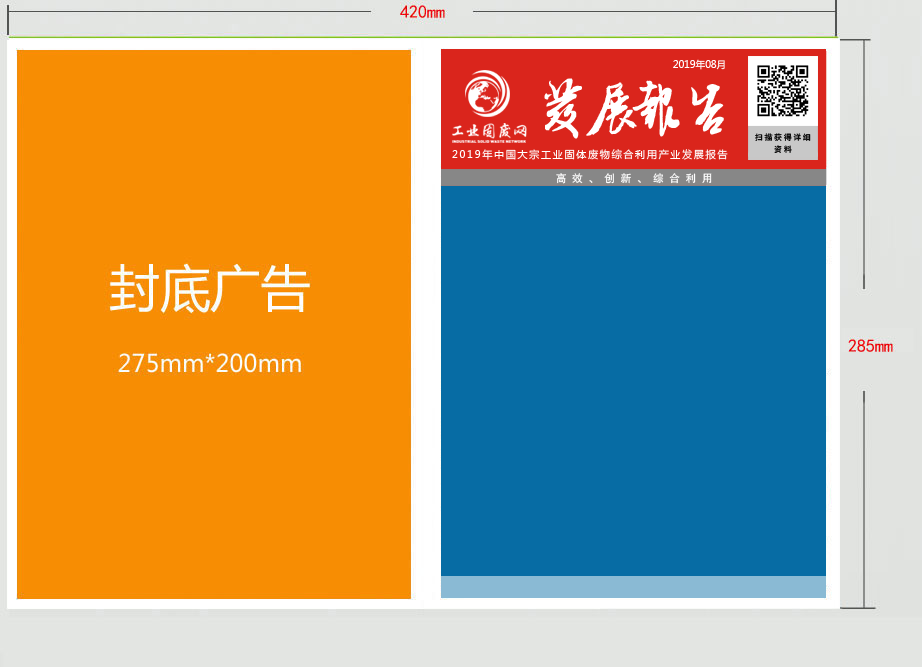 420mm
封底广告
275mm*200mm
2019年08月
工业固废网
INDUSTRIAL SOLID WASTE NETWORK
發展報告
2019年中国大宗工业固体废物综合利用产业发展报告
扫描获得详细
资料
高效、创新、综合利用
285mm